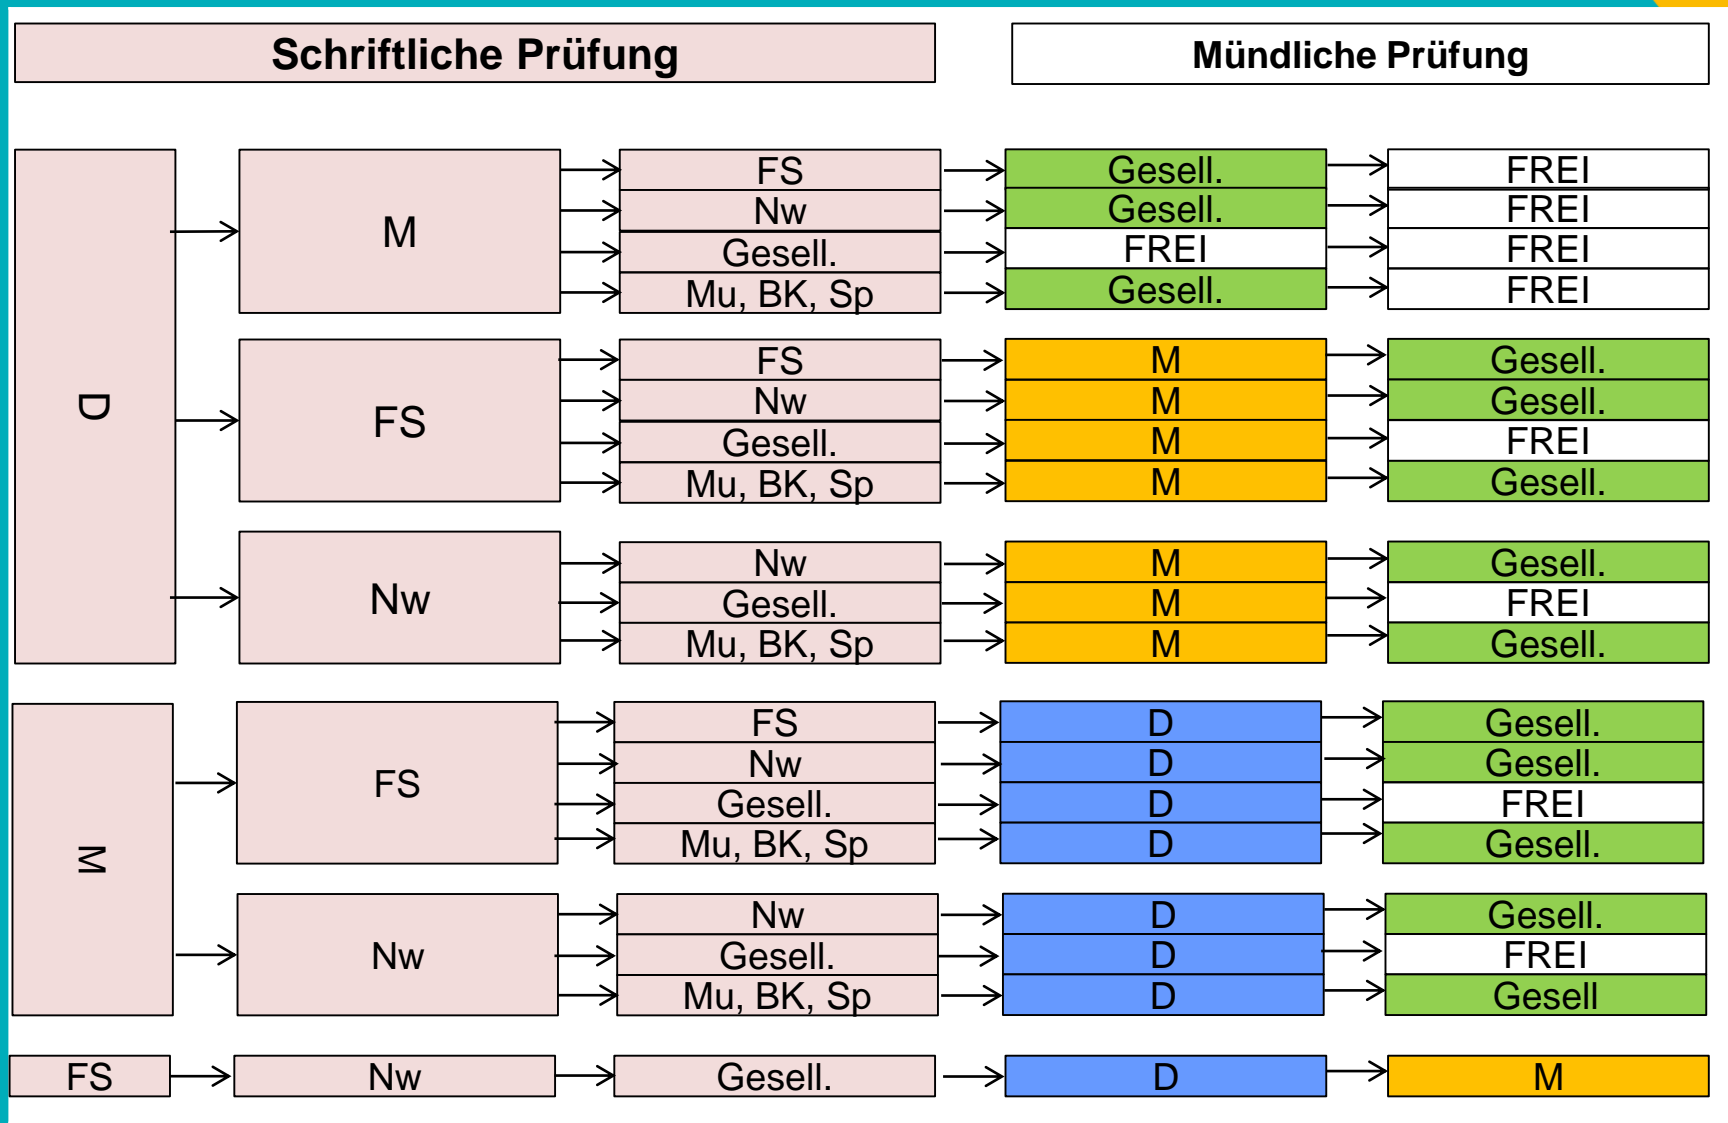 Schriftliche Prüfung
Mündliche Prüfung
D
M
FS
Gesell.
FREI
Nw
Gesell.
FREI
Gesell.
FREI
FREI
Mu, BK, Sp
Gesell.
FREI
FS
FS
M
Gesell.
Nw
M
Gesell.
Gesell.
M
FREI
Mu, BK, Sp
M
Gesell.
Nw
Nw
M
Gesell.
Gesell.
M
FREI
Mu, BK, Sp
M
Gesell.
M
FS
FS
D
Gesell.
Nw
D
Gesell.
Gesell.
D
FREI
Mu, BK, Sp
D
Gesell.
Nw
Nw
D
Gesell.
Gesell.
D
FREI
Mu, BK, Sp
D
Gesell
FS
Nw
Gesell.
D
M